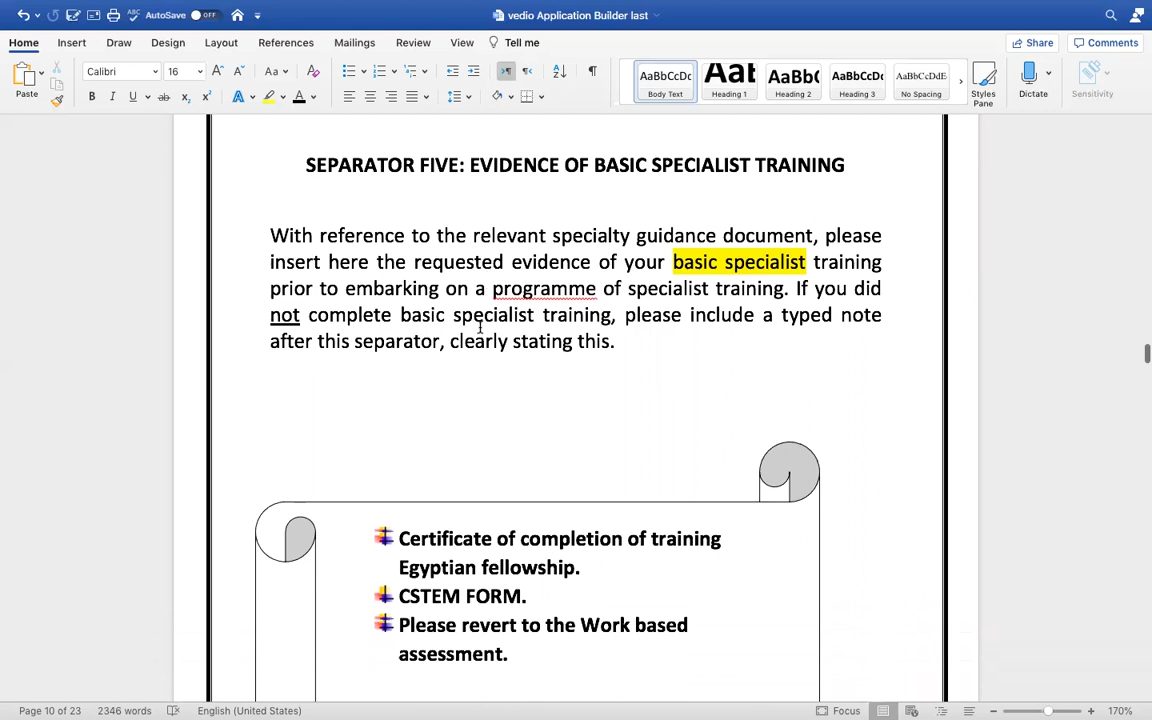 AutoSave OFF
vedio Application Builder last
Home Insert Draw Design Layout References Mailings Review View Tell me
Share Comments
Paste
Calibri 16
AaBbCcDc Body Text
AaBb Heading 1
AaBbC Heading 2
AaBbCcDc Heading 3
AaBbCcDdE No Spacing
Styles Pane
Dictate
Sensitivity
SEPARATOR FIVE: EVIDENCE OF BASIC SPECIALIST TRAINING
With reference to the relevant specialty guidance document, please
insert here the requested evidence of your basic specialist training
prior to embarking on a programme of specialist training. If you did
not complete basic specialist training, please include a typed note
after this separator, clearly stating this.
Certificate of completion of training
Egyptian fellowship.
CSTEM FORM.
Please revert to the Work based
assessment.
Page 10 of 23 2346 words English (United States) Focus 170%